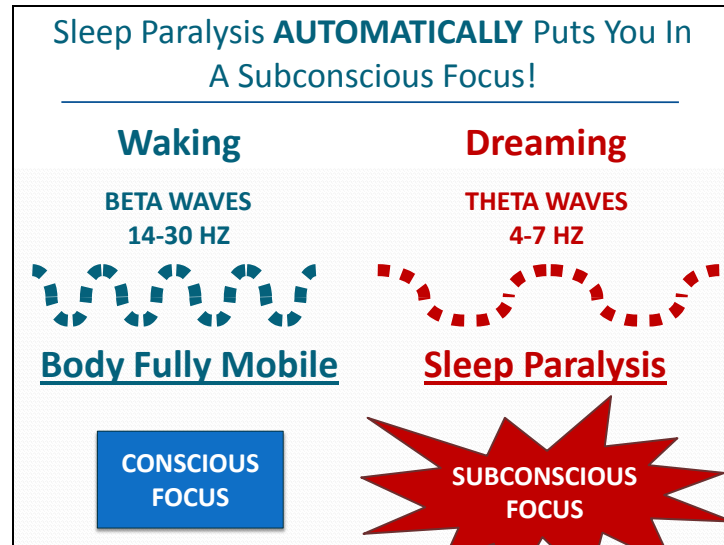 Sleep Paralysis AUTOMATICALLY Puts You In
A Subconscious Focus!
Waking
BETA WAVES
14-30 HZ
Body Fully Mobile
CONSCIOUS
FOCUS
Dreaming
THETA WAVES
4-7 HZ
Sleep Paralysis
SUBCONSCIOUS
FOCUS